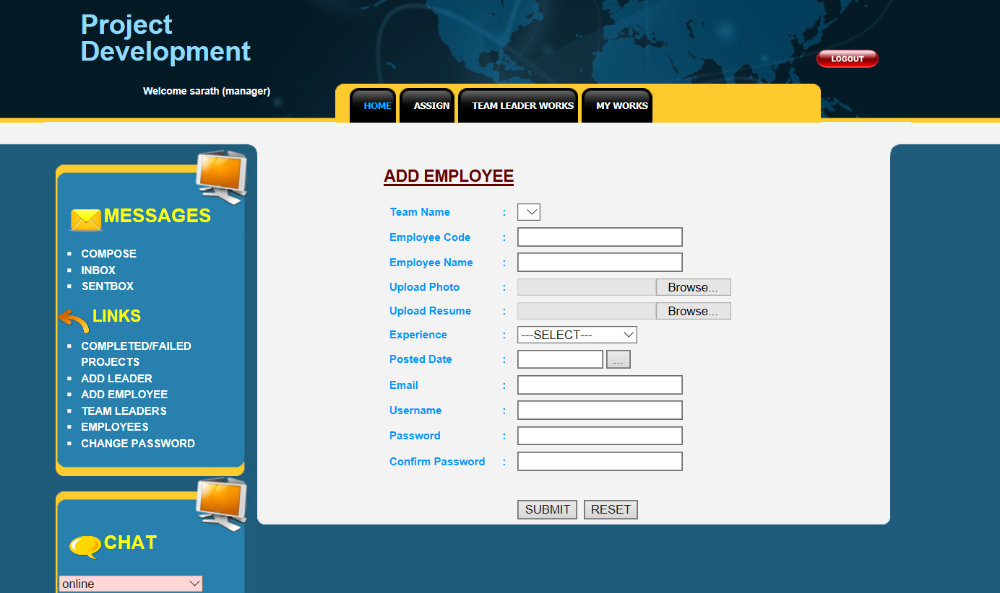 Project
Development
LOGOUT
Welcome sarath (manager)
HOME
ASSIGN
TEAM LEADER WORKS
MY WORKS
MESSAGES
COMPOSE
INBOX
SENTBOX
LINKS
COMPLETED/FAILED
PROJECTS
ADD LEADER
ADD EMPLOYEE
TEAM LEADERS
EMPLOYEES
CHANGE PASSWORD
CHAT
online
ADD EMPLOYEE
Team Name :
Employee Code :
Employee Name :
Upload Photo : Browse...
Upload Resume : Browse...
Experience : ---SELECT---
Posted Date : ...
Email :
Username :
Password :
Confirm Password :
SUBMIT RESET